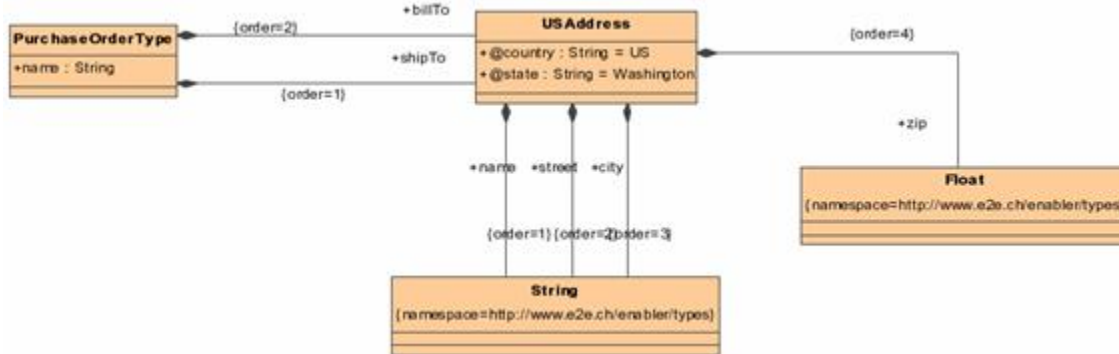 +billTo
USAddress
{order=2}
{order=4}
PurchaseOrderType
+@country : String = US
+name : String
+shipTo
+@state : String = Washington
{order=1}
+zip
+name
+street
+city
Float
{namespace=http://www.e2e.ch/enabler/types}
{order=1}
{order=2}
{order=3}
String
{namespace=http://www.e2e.ch/enabler/types}